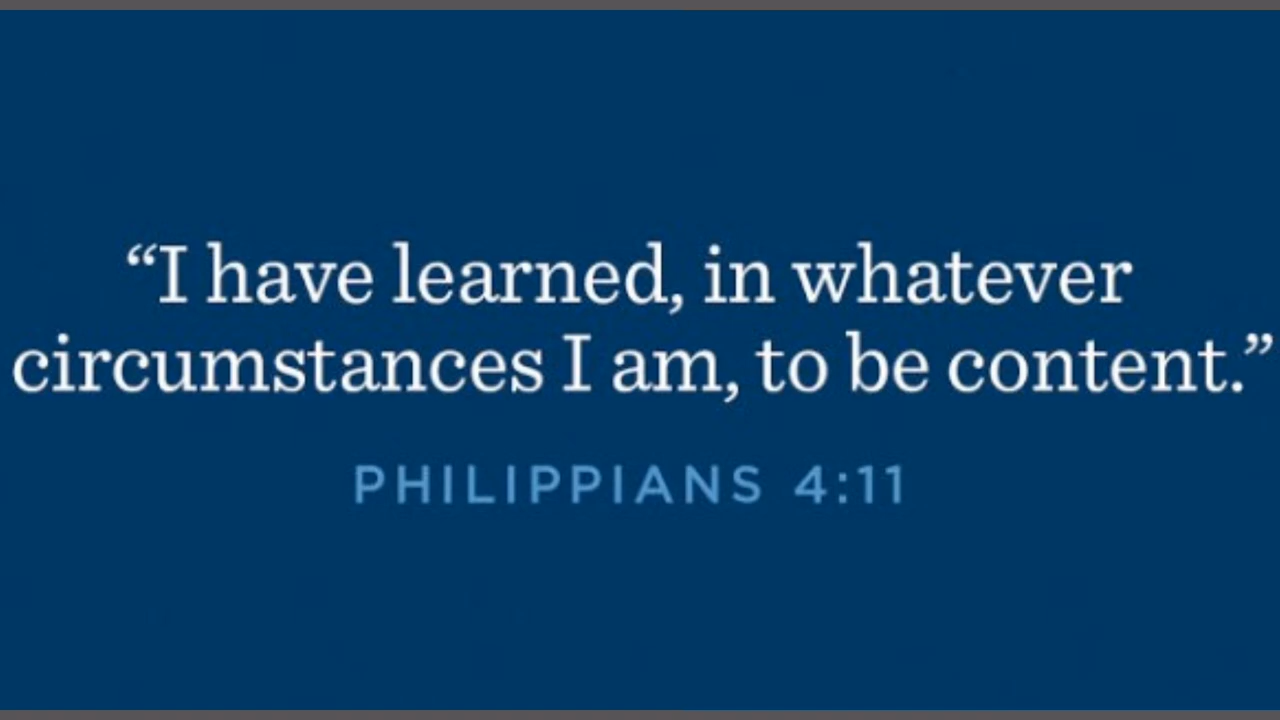 “I have learned, in whatever
circumstances I am, to be content.”
PHILIPPIANS 4:11